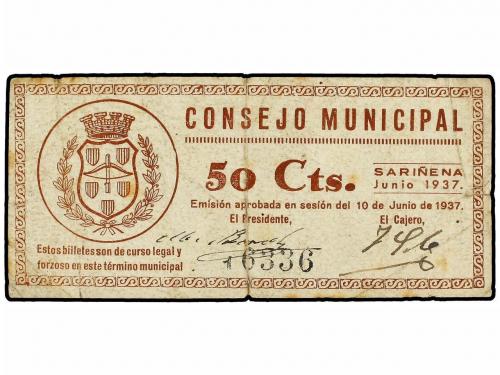 CONSEJO MUNICIPAL
50 Cts.
SARIÑENA
Junio 1937.
Emisión aprobada en sesión del 10 de Junio de 1937.
El Presidente,
El Cajero,
Estos billetes son de curso legal y
forzoso en este término municipal
16336